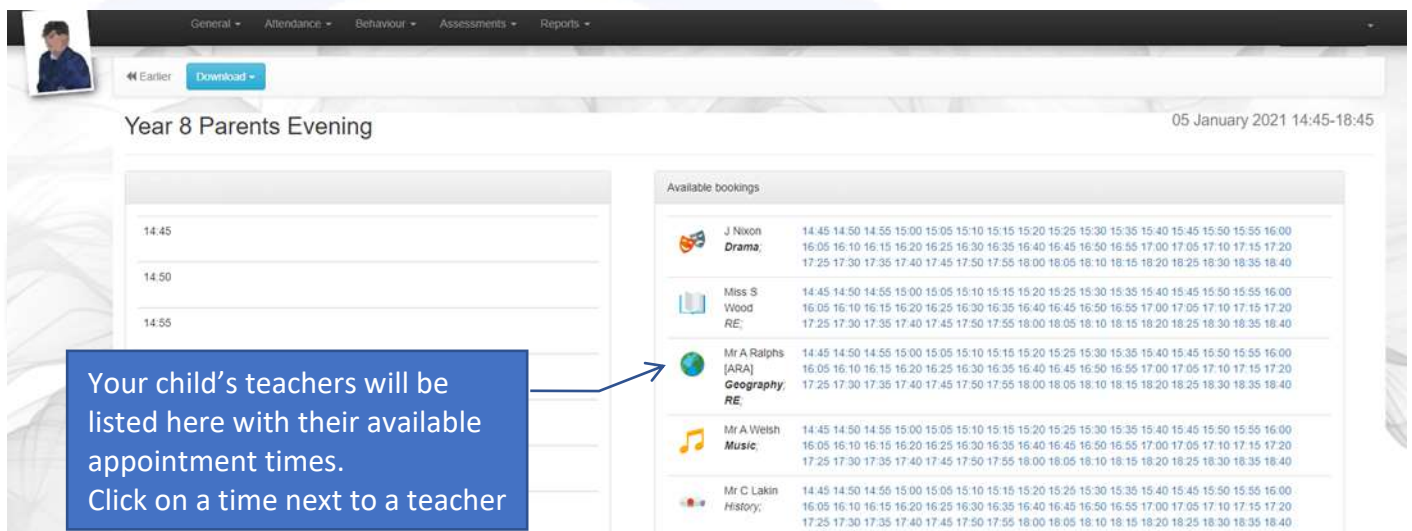 General Attendance Behaviour Assessments Reports
Earlier Download
Year 8 Parents Evening
05 January 2021 14:45-18:45
14:45
14:50
14:55
Your child’s teachers will be
listed here with their available
appointment times.
Click on a time next to a teacher
Available bookings
J Nixon 14:45 14:50 14:55 15:00 15:05 15:10 15:15 15:20 15:25 15:30 15:35 15:40 15:45 15:50 15:55 16:00
Drama; 16:05 16:10 16:15 16:20 16:25 16:30 16:35 16:40 16:45 16:50 16:55 17:00 17:05 17:10 17:15 17:20
17:25 17:30 17:35 17:40 17:45 17:50 17:55 18:00 18:05 18:10 18:15 18:20 18:25 18:30 18:35 18:40
Miss S 14:45 14:50 14:55 15:00 15:05 15:10 15:15 15:20 15:25 15:30 15:35 15:40 15:45 15:50 15:55 16:00
Wood 16:05 16:10 16:15 16:20 16:25 16:30 16:35 16:40 16:45 16:50 16:55 17:00 17:05 17:10 17:15 17:20
RE; 17:25 17:30 17:35 17:40 17:45 17:50 17:55 18:00 18:05 18:10 18:15 18:20 18:25 18:30 18:35 18:40
Mr A Ralphs 14:45 14:50 14:55 15:00 15:05 15:10 15:15 15:20 15:25 15:30 15:35 15:40 15:45 15:50 15:55 16:00
[ARA] 16:05 16:10 16:15 16:20 16:25 16:30 16:35 16:40 16:45 16:50 16:55 17:00 17:05 17:10 17:15 17:20
Geography; 17:25 17:30 17:35 17:40 17:45 17:50 17:55 18:00 18:05 18:10 18:15 18:20 18:25 18:30 18:35 18:40
RE;
Mr A Welsh 14:45 14:50 14:55 15:00 15:05 15:10 15:15 15:20 15:25 15:30 15:35 15:40 15:45 15:50 15:55 16:00
Music; 16:05 16:10 16:15 16:20 16:25 16:30 16:35 16:40 16:45 16:50 16:55 17:00 17:05 17:10 17:15 17:20
17:25 17:30 17:35 17:40 17:45 17:50 17:55 18:00 18:05 18:10 18:15 18:20 18:25 18:30 18:35 18:40
Mr C Lakin 14:45 14:50 14:55 15:00 15:05 15:10 15:15 15:20 15:25 15:30 15:35 15:40 15:45 15:50 15:55 16:00
History; 16:05 16:10 16:15 16:20 16:25 16:30 16:35 16:40 16:45 16:50 16:55 17:00 17:05 17:10 17:15 17:20
17:25 17:30 17:35 17:40 17:45 17:50 17:55 18:00 18:05 18:10 18:15 18:20 18:25 18:30 18:35 18:40